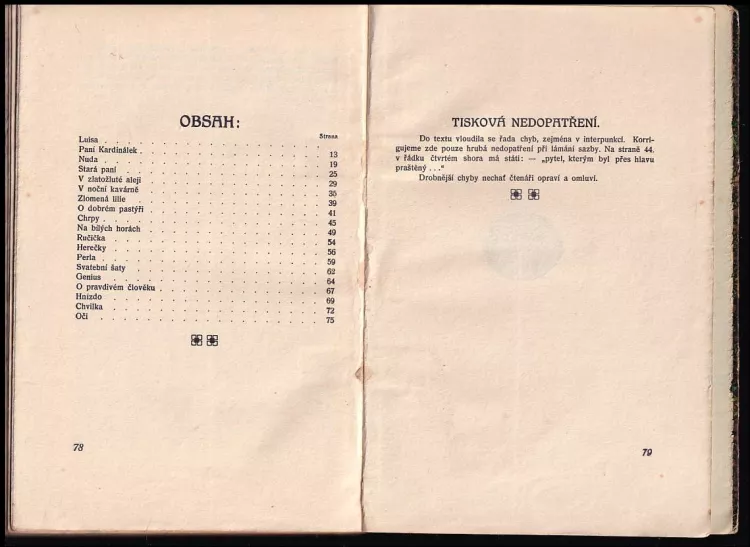 OBSAH:
Strana
Luisa . . . . . . . . . . . . . . . .
Paní Kardinálek . . . . . . . . . . . . . 13
Nuda . . . . . . . . . . . . . . . . 19
Stará paní . . . . . . . . . . . . . . 25
V zlatožluté aleji . . . . . . . . . . . . 29
V noční kavárně . . . . . . . . . . . . 35
Zlomená lilie . . . . . . . . . . . . . 39
O dobrém pastýři . . . . . . . . . . . . 41
Chrpy . . . . . . . . . . . . . . . . 45
Na bílých horách . . . . . . . . . . . . 49
Ručička . . . . . . . . . . . . . . . 54
Herečky . . . . . . . . . . . . . . . 56
Perla . . . . . . . . . . . . . . . . 59
Svatební šaty . . . . . . . . . . . . . 62
Genius . . . . . . . . . . . . . . . 64
O pravdivém člověku . . . . . . . . . . . 67
Hnízdo . . . . . . . . . . . . . . . 69
Chvilka . . . . . . . . . . . . . . . 72
Oči . . . . . . . . . . . . . . . . 75
78
TISKOVÁ NEDOPATŘENÍ.
Do textu vloudila se řada chyb, zejména v interpunkci. Korri-
gujeme zde pouze hrubá nedopatření při lámání sazby. Na straně 44.
v řádku čtvrtém shora má státi: — „pytel, kterým byl přes hlavu
praštěný . . .“
Drobnější chyby nechať čtenáři opraví a omluví.
79